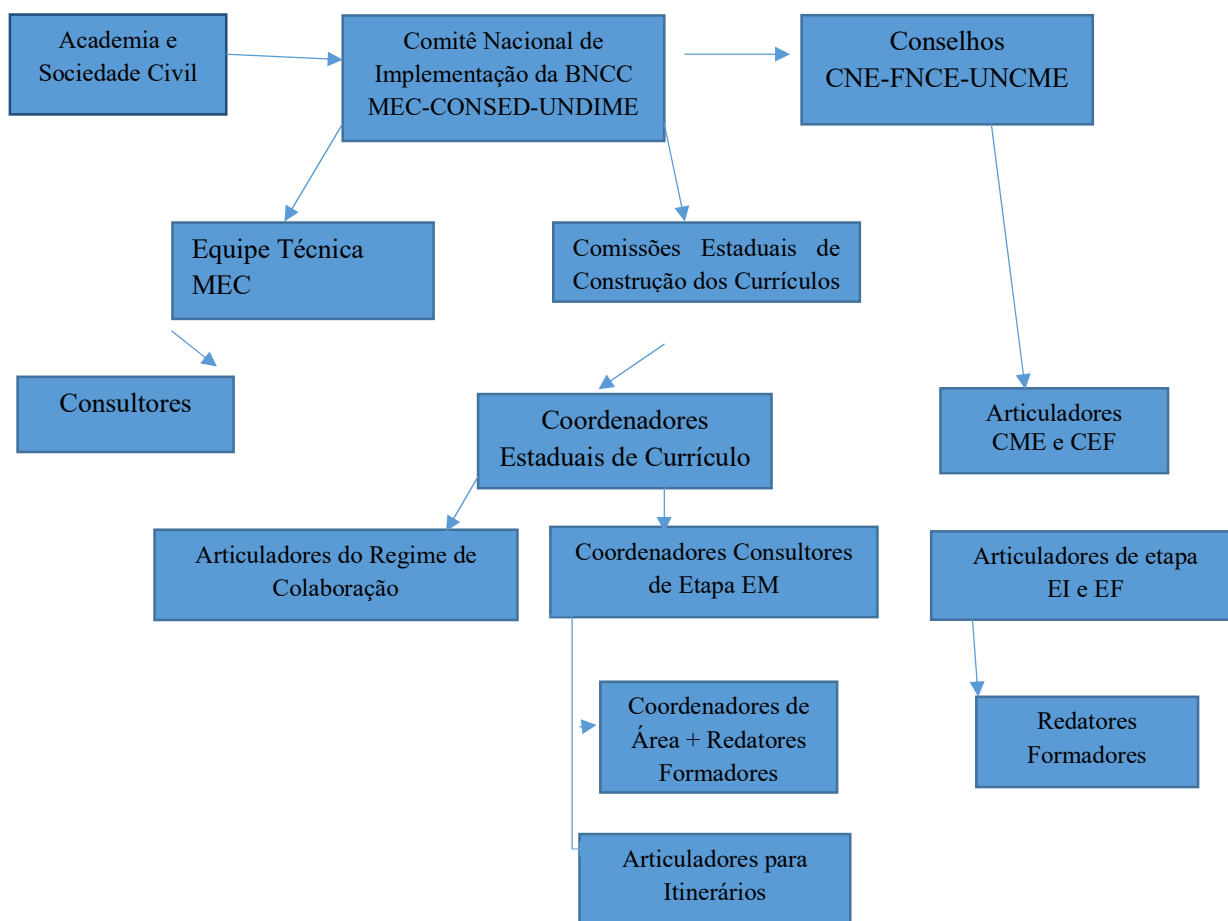 Academia e
Sociedade Civil
Comitê Nacional de
Implementação da BNCC
MEC-CONSED-UNDIME
Conselhos
CNE-FNCE-UNCME
Equipe Técnica
MEC
Comissões Estaduais de
Construção dos Currículos
Consultores
Coordenadores
Estaduais de Currículo
Articuladores
CME e CEF
Articuladores do Regime de
Colaboração
Coordenadores Consultores
de Etapa EM
Articuladores de etapa
EI e EF
Coordenadores de
Área + Redatores
Formadores
Redatores
Formadores
Articuladores para
Itinerários